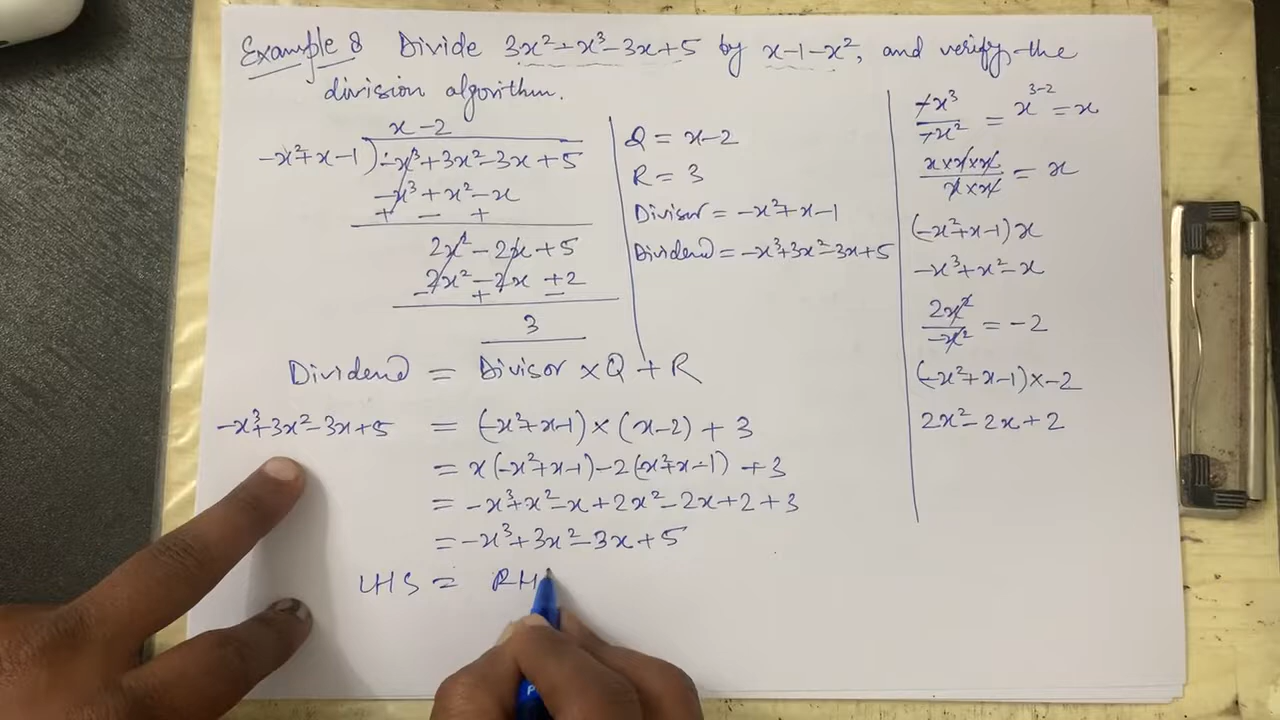 Example 8 Divide 3x² - x³ - 3x + 5 by x - 1 - x², and verify the
division algorithm.
x - 2
-x² + x - 1 ) -x³ + 3x² - 3x + 5
-x³ + x² - x
+ - +
2x² - 2x + 5
2x² - 2x + 2
- + -
3
Q = x - 2
R = 3
Divisor = -x² + x - 1
Dividend = -x³ + 3x² - 3x + 5
-x³/-x² = x³⁻² = x
x × x × x / x × x = x
(-x² + x - 1) x
-x³ + x² - x
2x²/-x² = -2
(-x² + x - 1) × -2
2x² - 2x + 2
Dividend = Divisor × Q + R
-x³ + 3x² - 3x + 5 = (-x² + x - 1) × (x - 2) + 3
= x(-x² + x - 1) - 2(-x² + x - 1) + 3
= -x³ + x² - x + 2x² - 2x + 2 + 3
= -x³ + 3x² - 3x + 5
LHS = RH